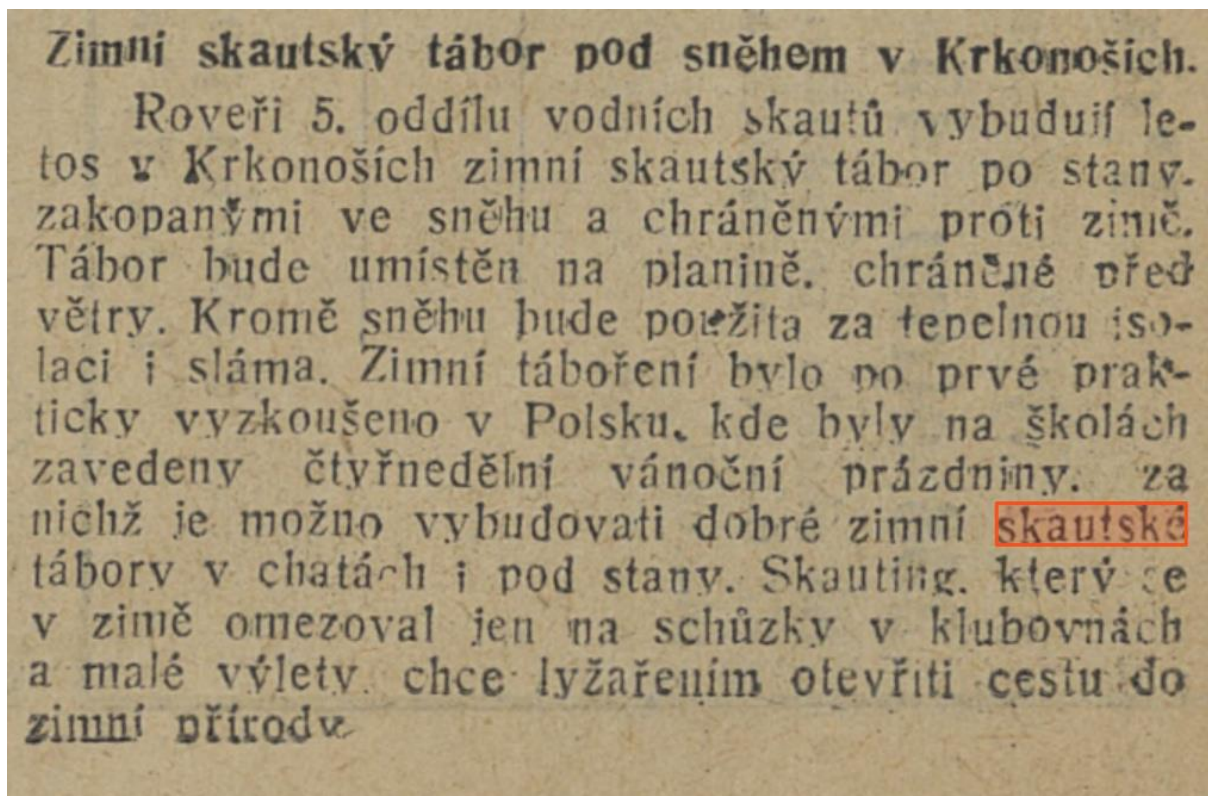 Zimní skautský tábor pod sněhem v Krkonošich.
Roveři 5. oddílu vodních skautů vybudují le-
tos v Krkonoších zimní skautský tábor po stany.
zakopanými ve sněhu a chráněnými proti zimě.
Tábor bude umístěn na planině. chráněné před
větry. Kromě sněhu bude použita za tepelnou iso-
laci i sláma. Zimní táboření bylo po prvé prak-
ticky vyzkoušeno v Polsku, kde byly na školách
zavedeny čtyřnedělní vánoční prázdniny. za
nichž je možno vybudovati dobré zimní skautské
tábory v chatách i pod stany. Skauting. který se
v zimě omezoval jen na schůzky v klubovnách
a malé výlety. chce lyžařením otevříti cestu do
zimní přírody